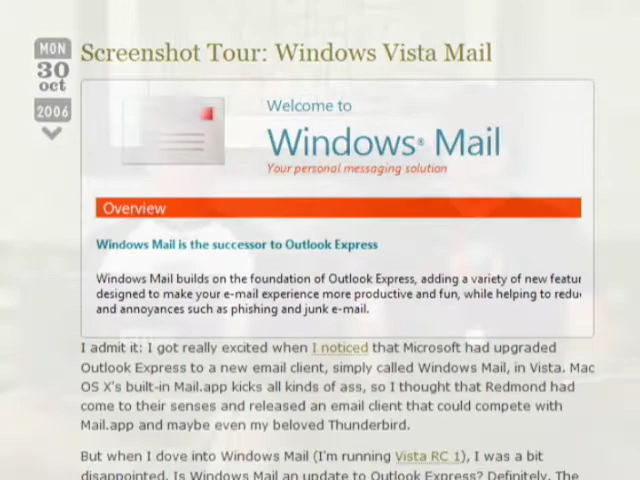 MON
30
oct
2006
Screenshot Tour: Windows Vista Mail
Welcome to
Windows® Mail
Your personal messaging solution
Overview
Windows Mail is the successor to Outlook Express
Windows Mail builds on the foundation of Outlook Express, adding a variety of new featur
designed to make your e-mail experience more productive and fun, while helping to redu
and annoyances such as phishing and junk e-mail.
I admit it: I got really excited when I noticed that Microsoft had upgraded
Outlook Express to a new email client, simply called Windows Mail, in Vista. Mac
OS X's built-in Mail.app kicks all kinds of ass, so I thought that Redmond had
come to their senses and released an email client that could compete with
Mail.app and maybe even my beloved Thunderbird.
But when I dove into Windows Mail (I'm running Vista RC 1), I was a bit
disappointed. Is Windows Mail an update to Outlook Express? Definitely. The